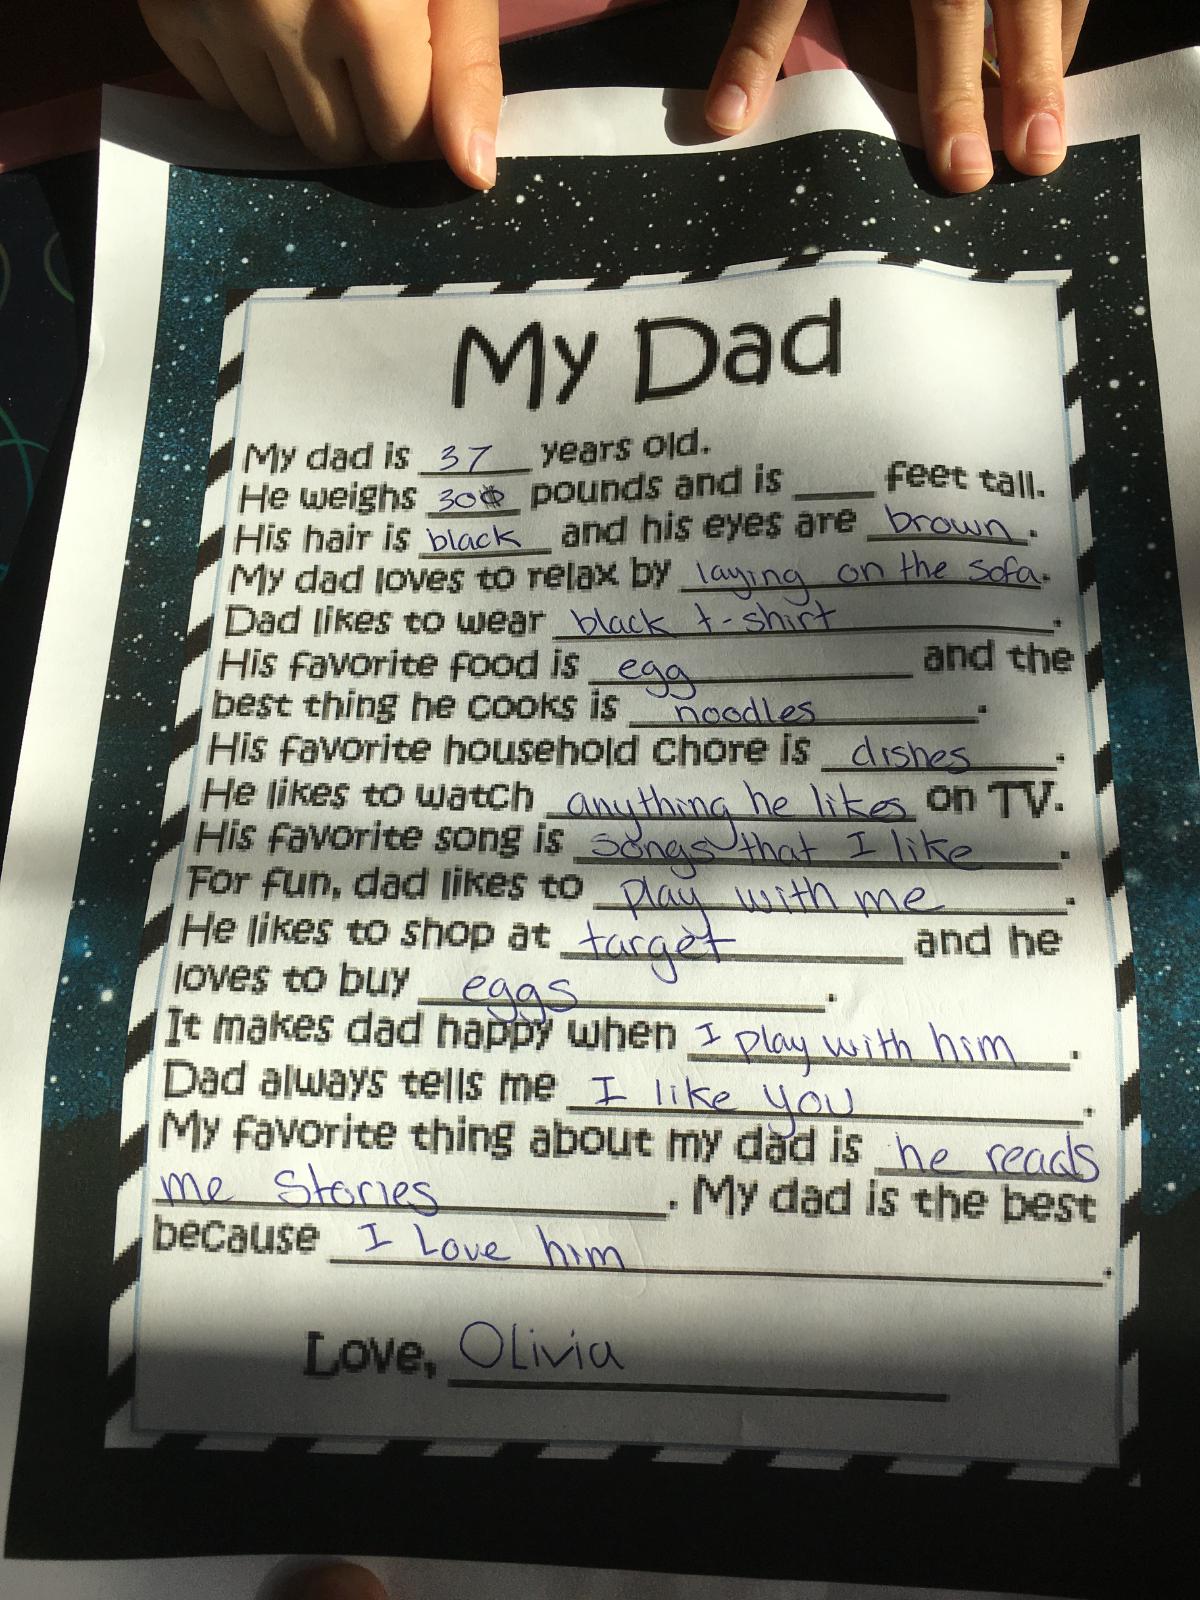 My Dad
My dad is 37 years old.
He weighs 300 pounds and is ____ feet tall.
His hair is black and his eyes are brown.
My dad loves to relax by laying on the sofa.
Dad likes to wear black t-shirt.
His favorite food is egg and the
best thing he cooks is noodles.
His favorite household chore is dishes.
He likes to watch anything he likes on TV.
His favorite song is songs that I like.
For fun, dad likes to play with me.
He likes to shop at target and he
loves to buy eggs.
It makes dad happy when I play with him.
Dad always tells me I like you.
My favorite thing about my dad is he reads
me Stories. My dad is the best
because I Love him.
Love, OLivia